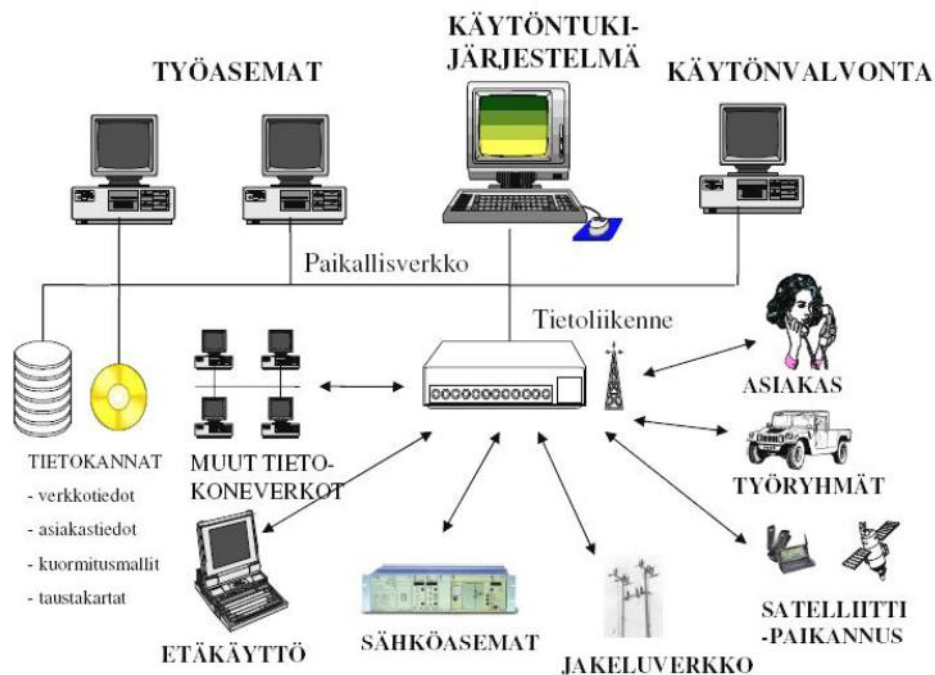 KÄYTÖNTUKI-
JÄRJESTELMÄ
TYÖASEMAT
KÄYTÖNVALVONTA
Paikallisverkko
Tietoliikenne
ASIAKAS
TIETOKANNAT
- verkkotiedot
- asiakastiedot
- kuormitusmallit
- taustakartat
MUUT TIETO-
KONEVERKOT
TYÖRYHMÄT
ETÄKÄYTTÖ
SÄHKÖASEMAT
JAKELUVERKKO
SATELLIITTI
-PAIKANNUS